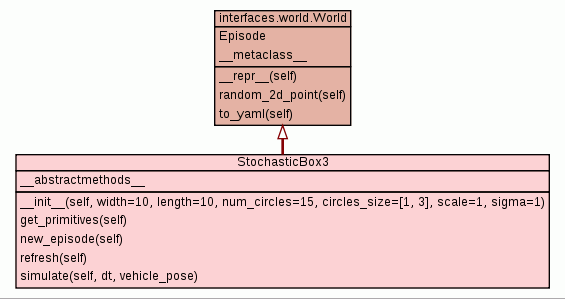 interfaces.world.World
Episode
__metaclass__
__repr__(self)
random_2d_point(self)
to_yaml(self)
StochasticBox3
__abstractmethods__
__init__(self, width=10, length=10, num_circles=15, circles_size=[1, 3], scale=1, sigma=1)
get_primitives(self)
new_episode(self)
refresh(self)
simulate(self, dt, vehicle_pose)